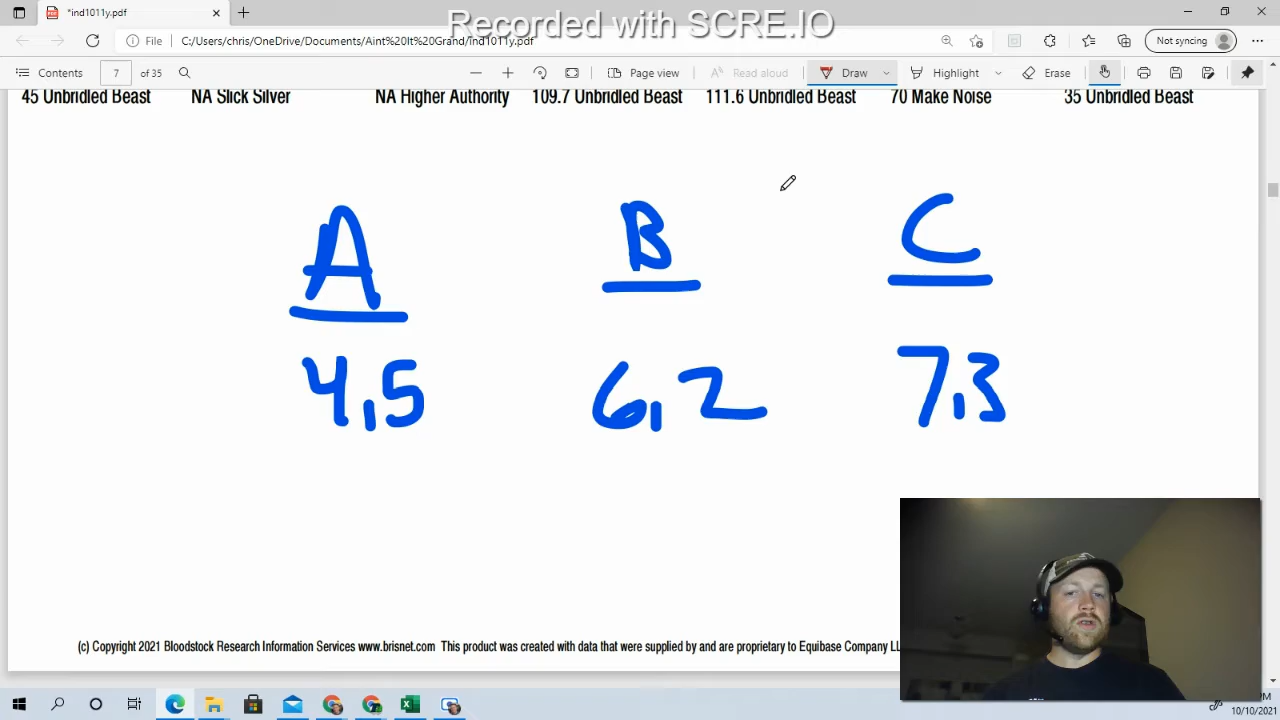 *ind1011y.pdf
Recorded with SCRE.IO
File C:/Users/chris/OneDrive/Documents/Aint%20It%20Grand/ind1011y.pdf Not syncing
Contents 7 of 35 Page view Read aloud Draw Highlight Erase
45 Unbridled Beast NA Slick Silver NA Higher Authority 109.7 Unbridled Beast 111.6 Unbridled Beast 70 Make Noise 35 Unbridled Beast
A B C
4,5 6,2 7,3
(c) Copyright 2021 Bloodstock Research Information Services www.brisnet.com This product was created with data that were supplied by and are proprietary to Equibase Company
10/10/2021